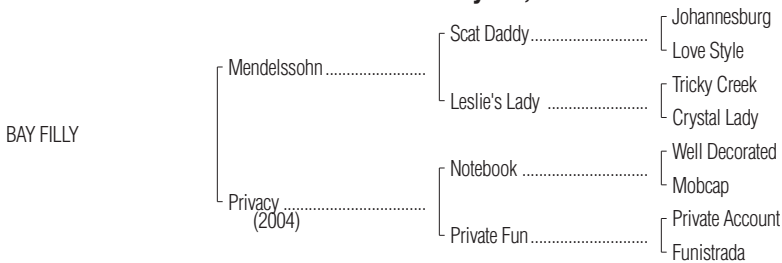 Johannesburg
Scat Daddy
Love Style
Mendelssohn
Tricky Creek
Leslie's Lady
Crystal Lady
BAY FILLY
Well Decorated
Notebook
Mobcap
Privacy
(2004)
Private Account
Private Fun
Funistrada